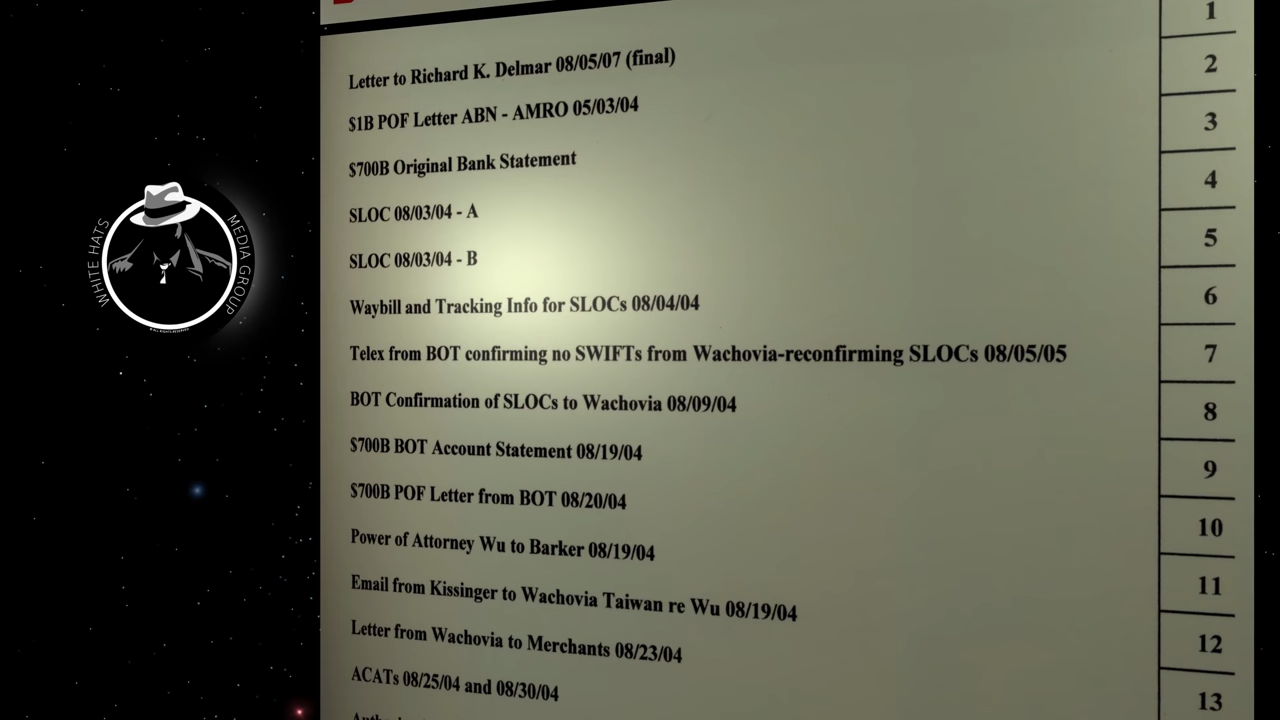 WHITE HATS MEDIA GROUP
© ALL RIGHTS RESERVED
1
Letter to Richard K. Delmar 08/05/07 (final)
2
$1B POF Letter ABN - AMRO 05/03/04
3
$700B Original Bank Statement
4
SLOC 08/03/04 - A
5
SLOC 08/03/04 - B
6
Waybill and Tracking Info for SLOCs 08/04/04
7
Telex from BOT confirming no SWIFTs from Wachovia-reconfirming SLOCs 08/05/05
8
BOT Confirmation of SLOCs to Wachovia 08/09/04
9
$700B BOT Account Statement 08/19/04
10
$700B POF Letter from BOT 08/20/04
Power of Attorney Wu to Barker 08/19/04
11
Email from Kissinger to Wachovia Taiwan re Wu 08/19/04
12
Letter from Wachovia to Merchants 08/23/04
13
ACATs 08/25/04 and 08/30/04